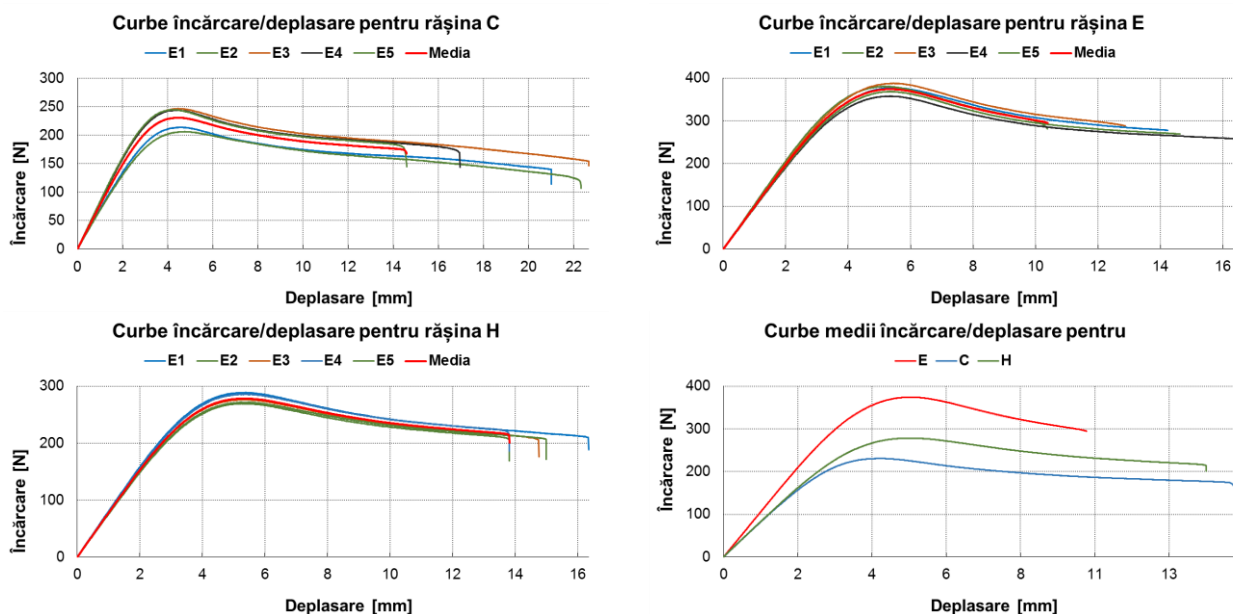 Curbe încărcare/deplasare pentru rășina C
E1 E2 E3 E4 E5 Media
300
250
200
150
100
50
0
0 2 4 6 8 10 12 14 16 18 20 22
Încărcare [N]
Deplasare [mm]
Curbe încărcare/deplasare pentru rășina E
E1 E2 E3 E4 E5 Media
400
300
200
100
0
0 2 4 6 8 10 12 14 16
Încărcare [N]
Deplasare [mm]
Curbe încărcare/deplasare pentru rășina H
E1 E2 E3 E4 E5 Media
300
200
100
0
0 2 4 6 8 10 12 14 16
Încărcare [N]
Deplasare [mm]
Curbe medii încărcare/deplasare pentru
E C H
400
300
200
100
0
0 2 4 6 8 11 13
Încărcare [N]
Deplasare [mm]